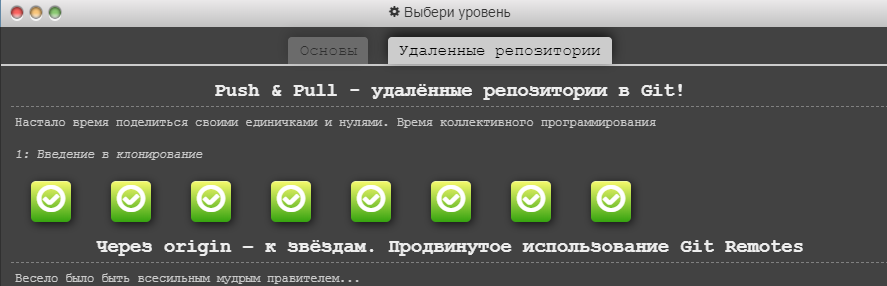 Выбери уровень
Основы
Удаленные репозитории
Push & Pull - удалённые репозитории в Git!
Настало время поделиться своими единичками и нулями. Время коллективного программирования
1: Введение в клонирование
Через origin – к звёздам. Продвинутое использование Git Remotes
Весело было быть всесильным мудрым правителем...